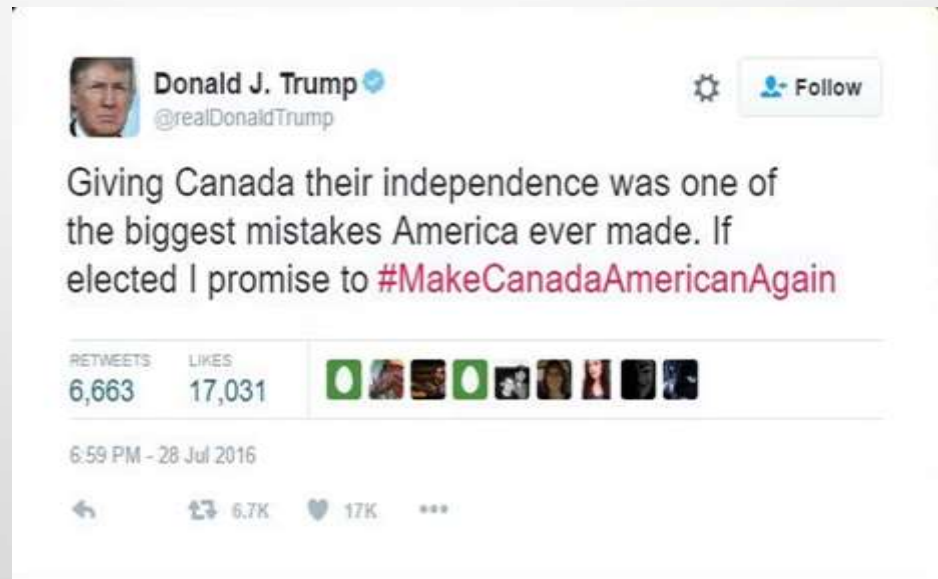 Donald J. Trump
Follow
@realDonaldTrump
Giving Canada their independence was one of
the biggest mistakes America ever made. If
elected I promise to #MakeCanadaAmericanAgain
RETWEETS LIKES
6,663 17,031
6:59 PM - 28 Jul 2016
6.7K 17K